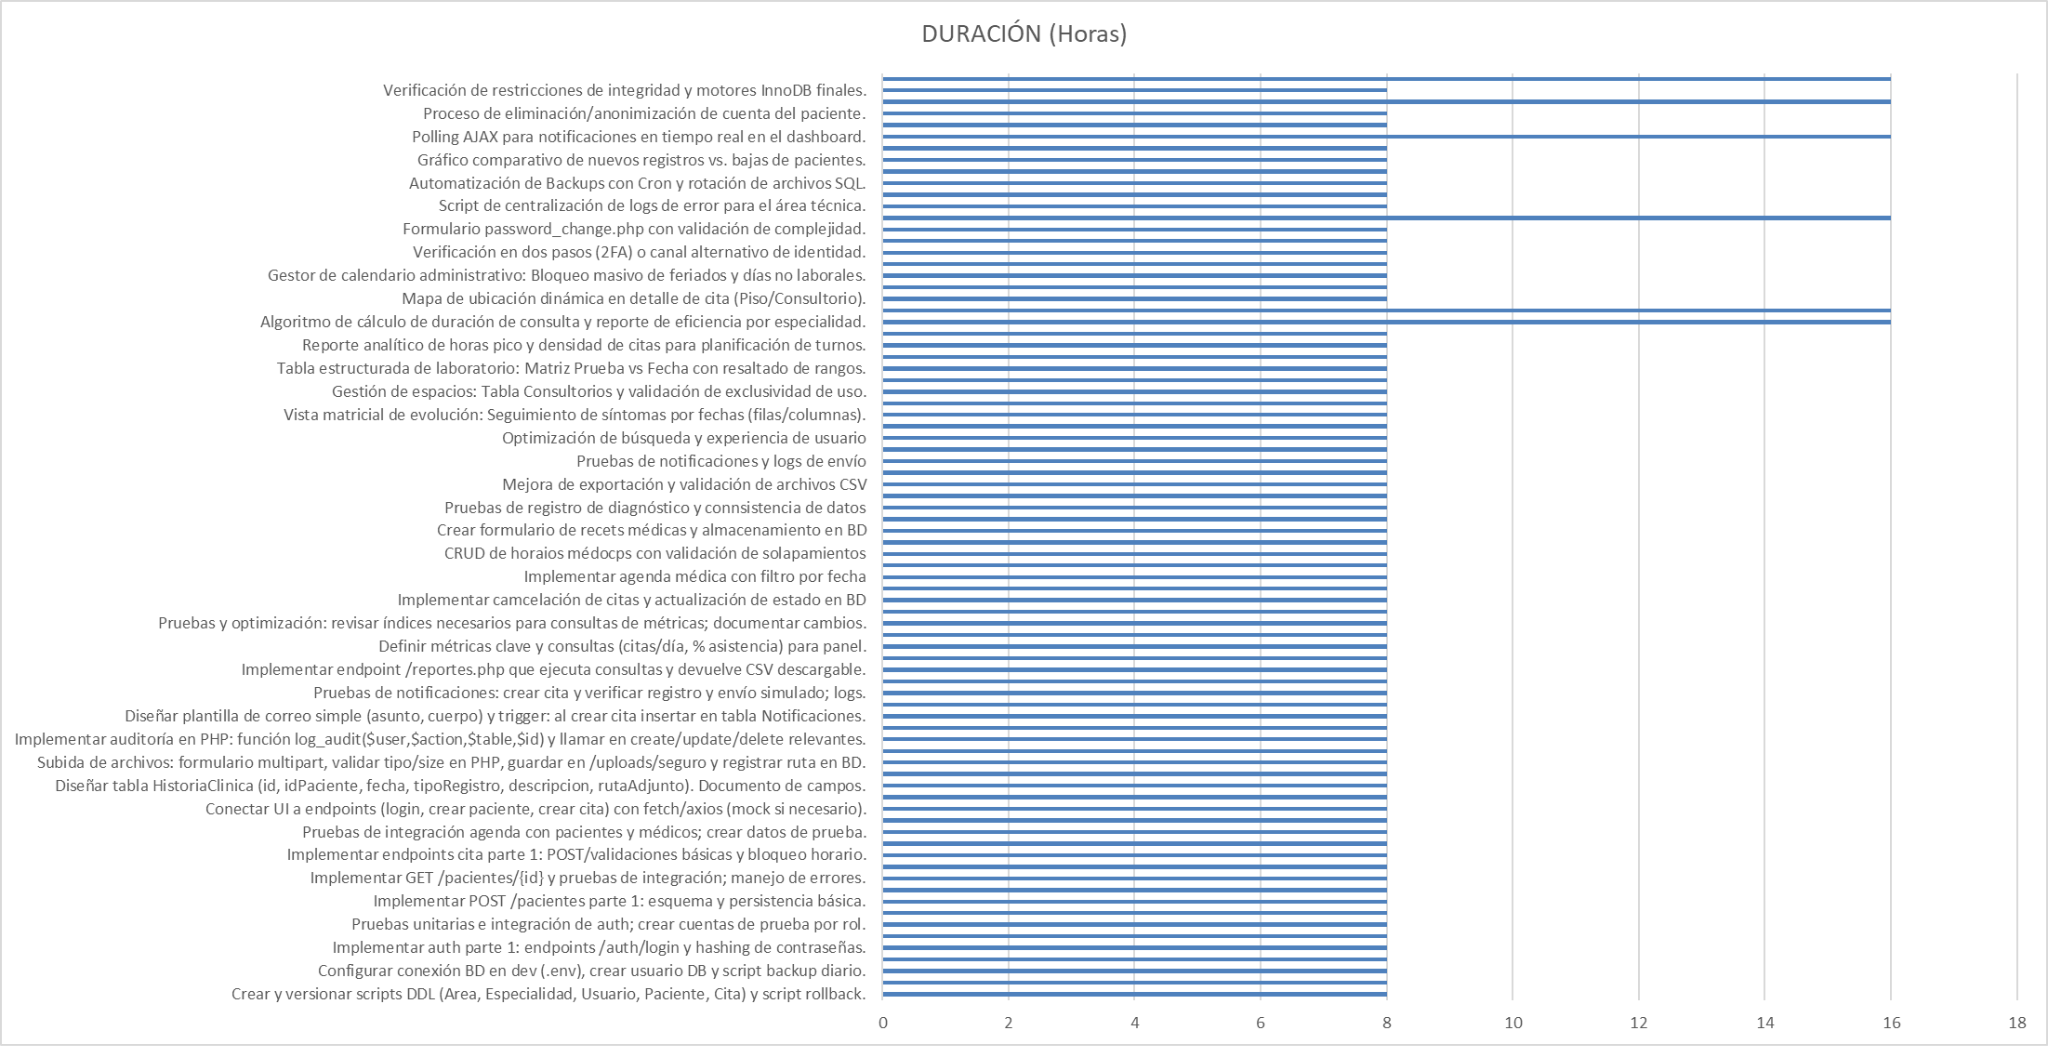 DURACIÓN (Horas)
Verificación de restricciones de integridad y motores InnoDB finales.
Proceso de eliminación/anonimización de cuenta del paciente.
Polling AJAX para notificaciones en tiempo real en el dashboard.
Gráfico comparativo de nuevos registros vs. bajas de pacientes.
Automatización de Backups con Cron y rotación de archivos SQL.
Script de centralización de logs de error para el área técnica.
Formulario password_change.php con validación de complejidad.
Verificación en dos pasos (2FA) o canal alternativo de identidad.
Gestor de calendario administrativo: Bloqueo masivo de feriados y días no laborales.
Mapa de ubicación dinámica en detalle de cita (Piso/Consultorio).
Algoritmo de cálculo de duración de consulta y reporte de eficiencia por especialidad.
Reporte analítico de horas pico y densidad de citas para planificación de turnos.
Tabla estructurada de laboratorio: Matriz Prueba vs Fecha con resaltado de rangos.
Gestión de espacios: Tabla Consultorios y validación de exclusividad de uso.
Vista matricial de evolución: Seguimiento de síntomas por fechas (filas/columnas).
Optimización de búsqueda y experiencia de usuario
Pruebas de notificaciones y logs de envío
Mejora de exportación y validación de archivos CSV
Pruebas de registro de diagnóstico y connsistencia de datos
Crear formulario de recets médicas y almacenamiento en BD
CRUD de horaios médocps con validación de solapamientos
Implementar agenda médica con filtro por fecha
Implementar camcelación de citas y actualización de estado en BD
Pruebas y optimización: revisar índices necesarios para consultas de métricas; documentar cambios.
Definir métricas clave y consultas (citas/día, % asistencia) para panel.
Implementar endpoint /reportes.php que ejecuta consultas y devuelve CSV descargable.
Pruebas de notificaciones: crear cita y verificar registro y envío simulado; logs.
Diseñar plantilla de correo simple (asunto, cuerpo) y trigger: al crear cita insertar en tabla Notificaciones.
Implementar auditoría en PHP: función log_audit($user,$action,$table,$id) y llamar en create/update/delete relevantes.
Subida de archivos: formulario multipart, validar tipo/size en PHP, guardar en /uploads/seguro y registrar ruta en BD.
Diseñar tabla HistoriaClinica (id, idPaciente, fecha, tipoRegistro, descripcion, rutaAdjunto). Documento de campos.
Conectar UI a endpoints (login, crear paciente, crear cita) con fetch/axios (mock si necesario).
Pruebas de integración agenda con pacientes y médicos; crear datos de prueba.
Implementar endpoints cita parte 1: POST/validaciones básicas y bloqueo horario.
Implementar GET /pacientes/{id} y pruebas de integración; manejo de errores.
Implementar POST /pacientes parte 1: esquema y persistencia básica.
Pruebas unitarias e integración de auth; crear cuentas de prueba por rol.
Implementar auth parte 1: endpoints /auth/login y hashing de contraseñas.
Configurar conexión BD en dev (.env), crear usuario DB y script backup diario.
Crear y versionar scripts DDL (Area, Especialidad, Usuario, Paciente, Cita) y script rollback.
0 2 4 6 8 10 12 14 16 18